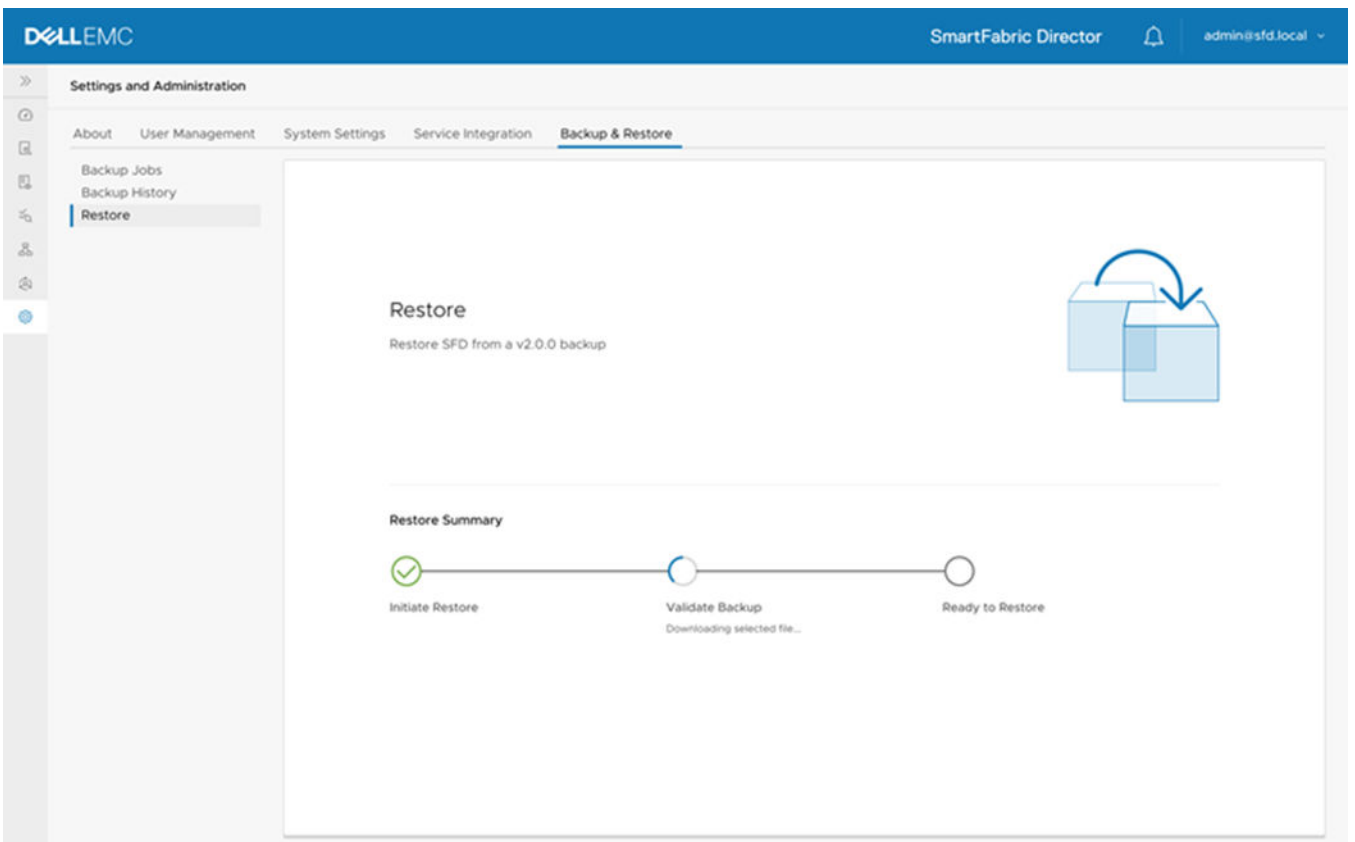 DELLEMC
SmartFabric Director
admin@sfd.local
Settings and Administration
About User Management System Settings Service Integration Backup & Restore
Backup Jobs
Backup History
Restore
Restore
Restore SFD from a v2.0.0 backup
Restore Summary
Initiate Restore Validate Backup Ready to Restore
Downloading selected file...